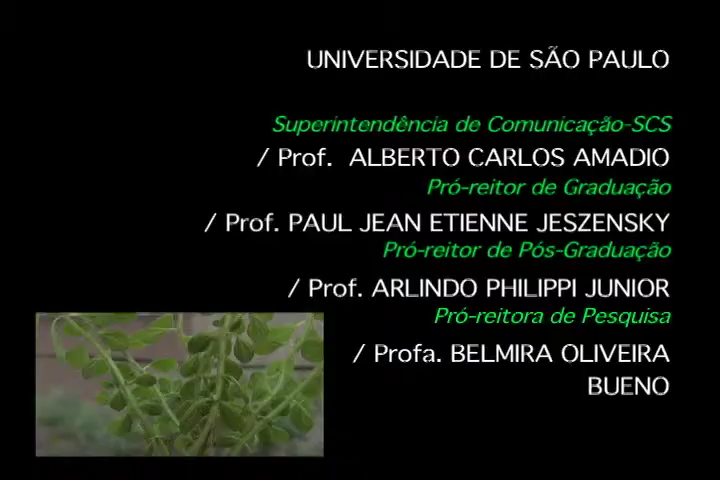 UNIVERSIDADE DE SÃO PAULO
Superintendência de Comunicação-SCS
/ Prof. ALBERTO CARLOS AMADIO
Pró-reitor de Graduação
/ Prof. PAUL JEAN ETIENNE JESZENSKY
Pró-reitor de Pós-Graduação
/ Prof. ARLINDO PHILIPPI JUNIOR
Pró-reitora de Pesquisa
/ Profa. BELMIRA OLIVEIRA
BUENO